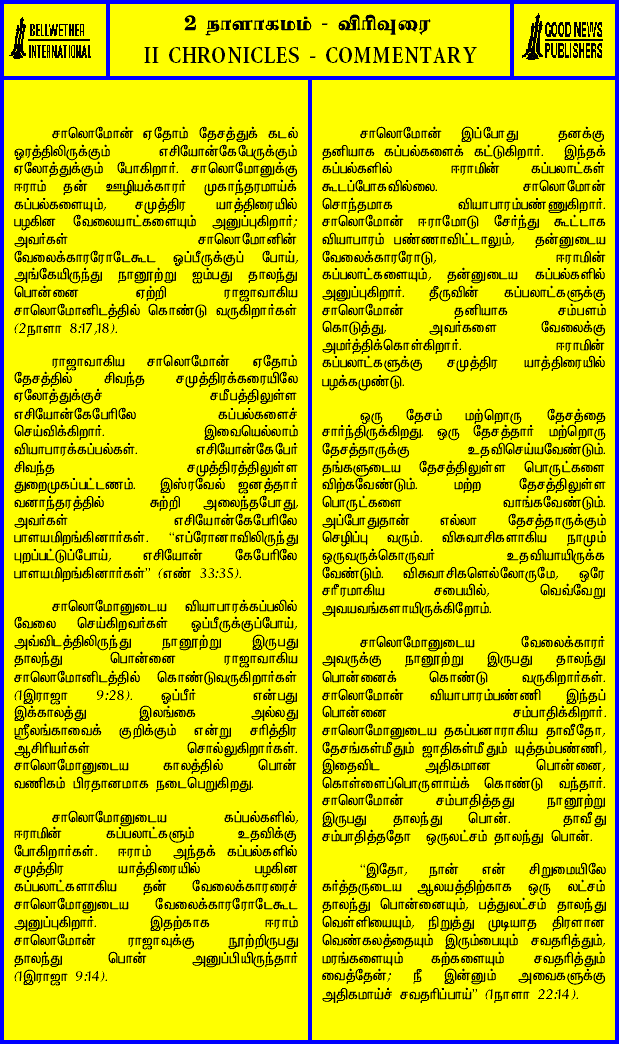 BELLWETHER
INTERNATIONAL
2 நாளாகமம் - விரிவுரை
II CHRONICLES - COMMENTARY
GOOD NEWS
PUBLISHERS
சாலொமோன் ஏதோம் தேசத்துக் கடல்
ஓரத்திலிருக்கும் எசியோன்கேபேருக்கும்
ஏலோத்துக்கும் போகிறார். சாலொமோனுக்கு
ஈராம் தன் ஊழியக்காரர் முகாந்தரமாய்க்
கப்பல்களையும், சமுத்திர யாத்திரையில்
பழகின வேலையாட்களையும் அனுப்புகிறார்;
அவர்கள் சாலொமோனின்
வேலைக்காரரோடேகூட ஒப்பீருக்குப் போய்,
அங்கேயிருந்து நானூற்று ஐம்பது தாலந்து
பொன்னை ஏற்றி ராஜாவாகிய
சாலொமோனிடத்தில் கொண்டு வருகிறார்கள்
(2நாளா 8:17,18).
ராஜாவாகிய சாலொமோன் ஏதோம்
தேசத்தில் சிவந்த சமுத்திரக்கரையிலே
ஏலோத்துக்குச் சமீபத்திலுள்ள
எசியோன்கேபேரிலே கப்பல்களைச்
செய்விக்கிறார். இவையெல்லாம்
வியாபாரக்கப்பல்கள். எசியோன்கேபேர்
சிவந்த சமுத்திரத்திலுள்ள
துறைமுகப்பட்டணம். இஸ்ரவேல் ஜனத்தார்
வனாந்தரத்தில் சுற்றி அலைந்தபோது,
அவர்கள் எசியோன்கேபேரிலே
பாளயமிறங்கினார்கள். “எப்ரோனாவிலிருந்து
புறப்பட்டுப்போய், எசியோன் கேபேரிலே
பாளயமிறங்கினார்கள்” (எண் 33:35).
சாலொமோனுடைய வியாபாரக்கப்பலில்
வேலை செய்கிறவர்கள் ஓப்பீருக்குப்போய்,
அவ்விடத்திலிருந்து நானூற்று இருபது
தாலந்து பொன்னை ராஜாவாகிய
சாலொமோனிடத்தில் கொண்டுவருகிறார்கள்
(1இராஜா 9:28). ஒப்பீர் என்பது
இக்காலத்து இலங்கை அல்லது
ஸ்ரீலங்காவைக் குறிக்கும் என்று சரித்திர
ஆசிரியர்கள் சொல்லுகிறார்கள்.
சாலொமோனுடைய காலத்தில் பொன்
வணிகம் பிரதானமாக நடைபெறுகிறது.
சாலொமோனுடைய கப்பல்களில்,
ஈராமின் கப்பலாட்களும் உதவிக்கு
போகிறார்கள். ஈராம் அந்தக் கப்பல்களில்
சமுத்திர யாத்திரையில் பழகின
கப்பலாட்களாகிய தன் வேலைக்காரரைச்
சாலொமோனுடைய வேலைக்காரரோடேகூட
அனுப்புகிறார். இதற்காக ஈராம்
சாலொமோன் ராஜாவுக்கு நூற்றிருபது
தாலந்து பொன் அனுப்பியிருந்தார்
(1இராஜா 9:14).
சாலொமோன் இப்போது தனக்கு
தனியாக கப்பல்களைக் கட்டுகிறார். இந்தக்
கப்பல்களில் ஈராமின் கப்பலாட்கள்
கூடப்போகவில்லை. சாலொமோன்
சொந்தமாக வியாபாரம்பண்ணுகிறார்.
சாலொமோன் ஈராமோடு சேர்ந்து கூட்டாக
வியாபாரம் பண்ணாவிட்டாலும், தன்னுடைய
வேலைக்காரரோடு, ஈராமின்
கப்பலாட்களையும், தன்னுடைய கப்பல்களில்
அனுப்புகிறார். தீருவின் கப்பலாட்களுக்கு
சாலொமோன் தனியாக சம்பளம்
கொடுத்து, அவர்களை வேலைக்கு
அமர்த்திக்கொள்கிறார். ஈராமின்
கப்பலாட்களுக்கு சமுத்திர யாத்திரையில்
பழக்கமுண்டு.
ஒரு தேசம் மற்றொரு தேசத்தை
சார்ந்திருக்கிறது. ஒரு தேசத்தார் மற்றொரு
தேசத்தாருக்கு உதவிசெய்யவேண்டும்.
தங்களுடைய தேசத்திலுள்ள பொருட்களை
விற்கவேண்டும். மற்ற தேசத்திலுள்ள
பொருட்களை வாங்கவேண்டும்.
அப்போதுதான் எல்லா தேசத்தாருக்கும்
செழிப்பு வரும். விசுவாசிகளாகிய நாமும்
ஒருவருக்கொருவர் உதவியாயிருக்க
வேண்டும். விசுவாசிகளெல்லோருமே, ஒரே
சரீரமாகிய சபையில், வெவ்வேறு
அவயவங்களாயிருக்கிறோம்.
சாலொமோனுடைய வேலைக்காரர்
அவருக்கு நானூற்று இருபது தாலந்து
பொன்னைக் கொண்டு வருகிறார்கள்.
சாலொமோன் வியாபாரம்பண்ணி இந்தப்
பொன்னை சம்பாதிக்கிறார்.
சாலொமோனுடைய தகப்பனாராகிய தாவீதோ,
தேசங்கள்மீதும் ஜாதிகள்மீதும் யுத்தம்பண்ணி,
இதைவிட அதிகமான பொன்னை,
கொள்ளைப்பொருளாய்க் கொண்டு வந்தார்.
சாலொமோன் சம்பாதித்தது நானூற்று
இருபது தாலந்து பொன். தாவீது
சம்பாதித்ததோ ஒருலட்சம் தாலந்து பொன்.
“இதோ, நான் என் சிறுமையிலே
கர்த்தருடைய ஆலயத்திற்காக ஒரு லட்சம்
தாலந்து பொன்னையும், பத்துலட்சம் தாலந்து
வெள்ளியையும், நிறுத்து முடியாத திரளான
வெண்கலத்தையும் இரும்பையும் சவதரித்தும்,
மரங்களையும் கற்களையும் சவதரித்தும்
வைத்தேன்; நீ இன்னும் அவைகளுக்கு
அதிகமாய்ச் சவதரிப்பாய்” (1நாளா 22:14).